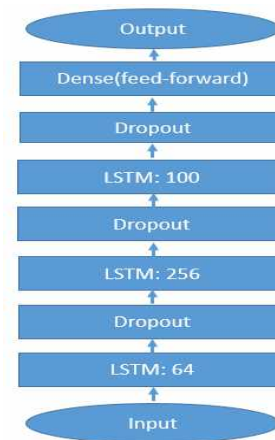 Output
Dense(feed-forward)
Dropout
LSTM: 100
Dropout
LSTM: 256
Dropout
LSTM: 64
Input